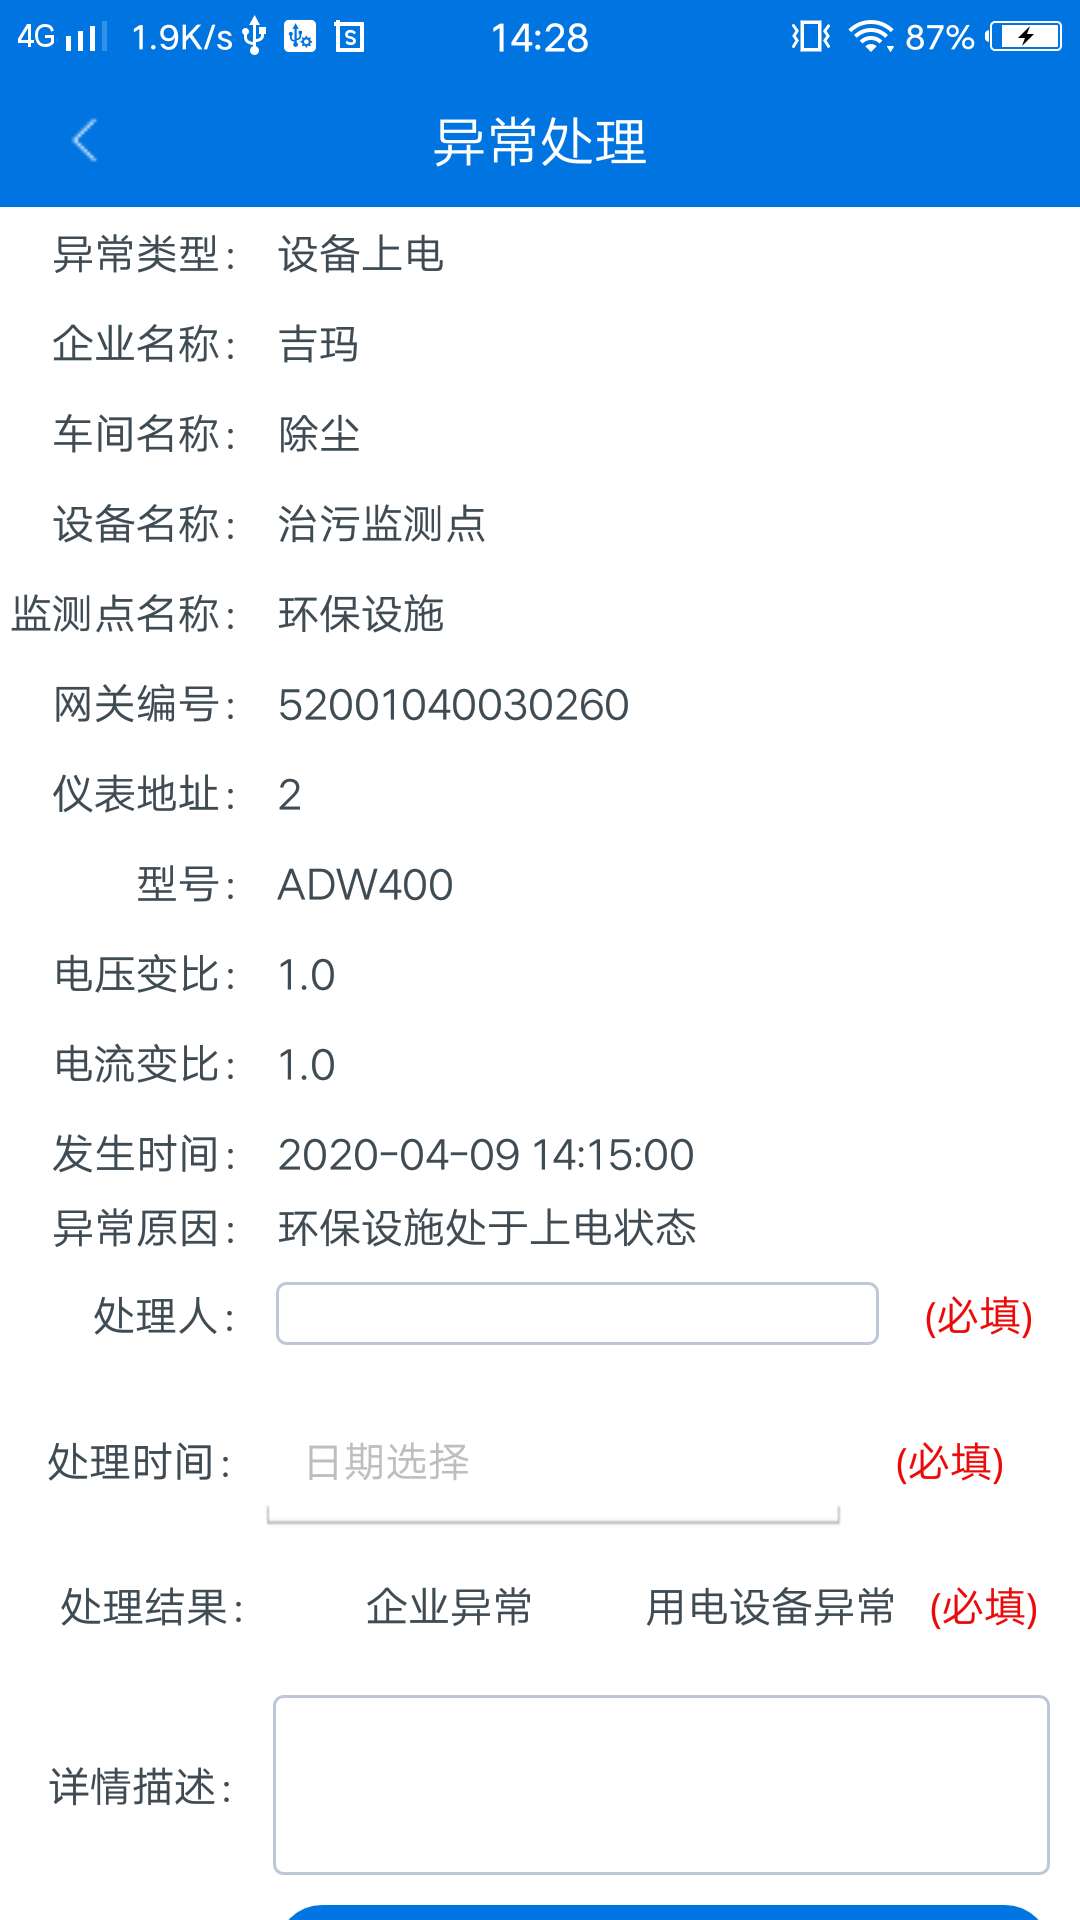 4G 1.9K/s 14:28 87%
异常处理
异常类型: 设备上电
企业名称: 吉玛
车间名称: 除尘
设备名称: 治污监测点
监测点名称: 环保设施
网关编号: 52001040030260
仪表地址: 2
型号: ADW400
电压变比: 1.0
电流变比: 1.0
发生时间: 2020-04-09 14:15:00
异常原因: 环保设施处于上电状态
处理人: (必填)
处理时间: 日期选择 (必填)
处理结果: 企业异常 用电设备异常 (必填)
详情描述: